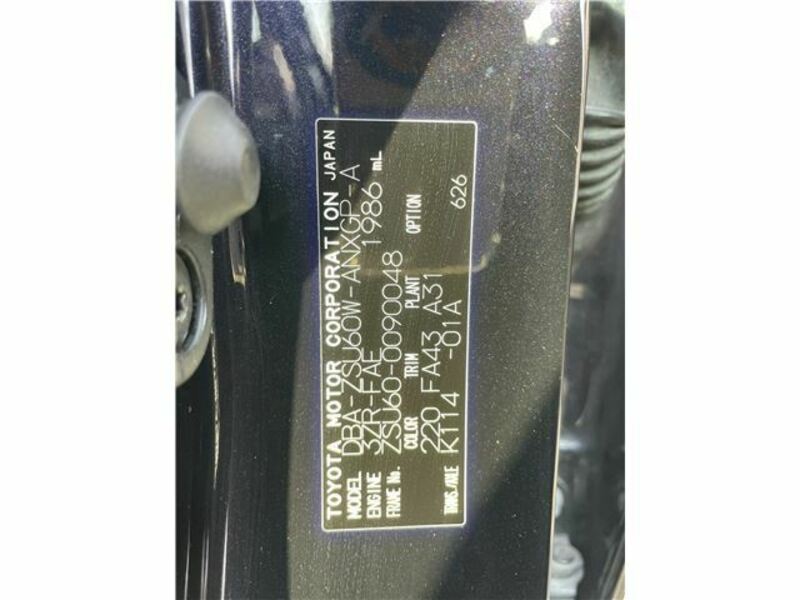 TOYOTA MOTOR CORPORATION JAPAN
MODEL DBA-ZSU60W-ANXGP-A
ENGINE 3ZR-FAE 1986 mL
FRAME No. ZSU60-0090048
COLOR TRIM PLANT OPTION
220 FA43 A31 626
TRANS./AXLE K114 -01A